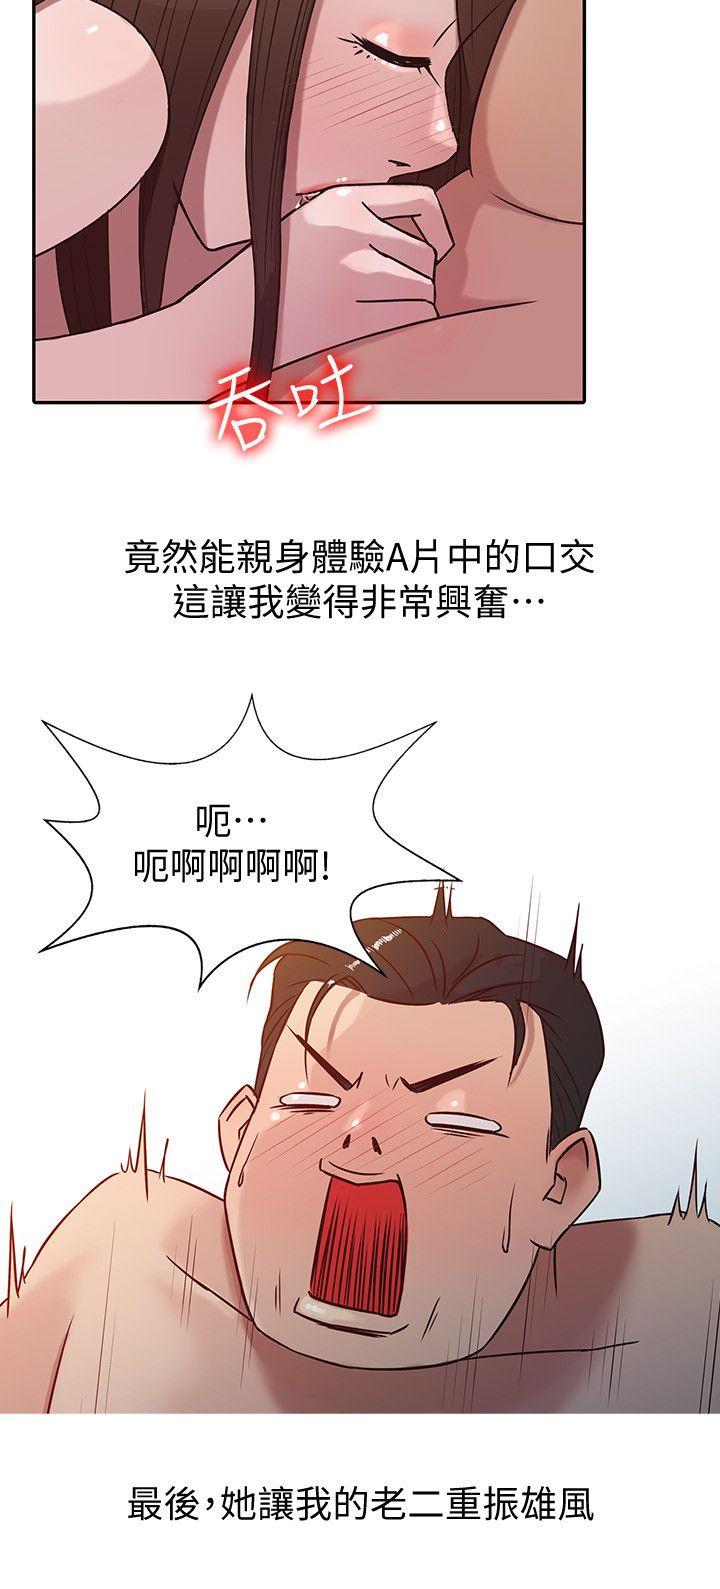 吞吐
竟然能親身體驗A片中的口交
這讓我變得非常興奮⋯
呃⋯
呃啊啊啊啊!
最後，她讓我的老二重振雄風